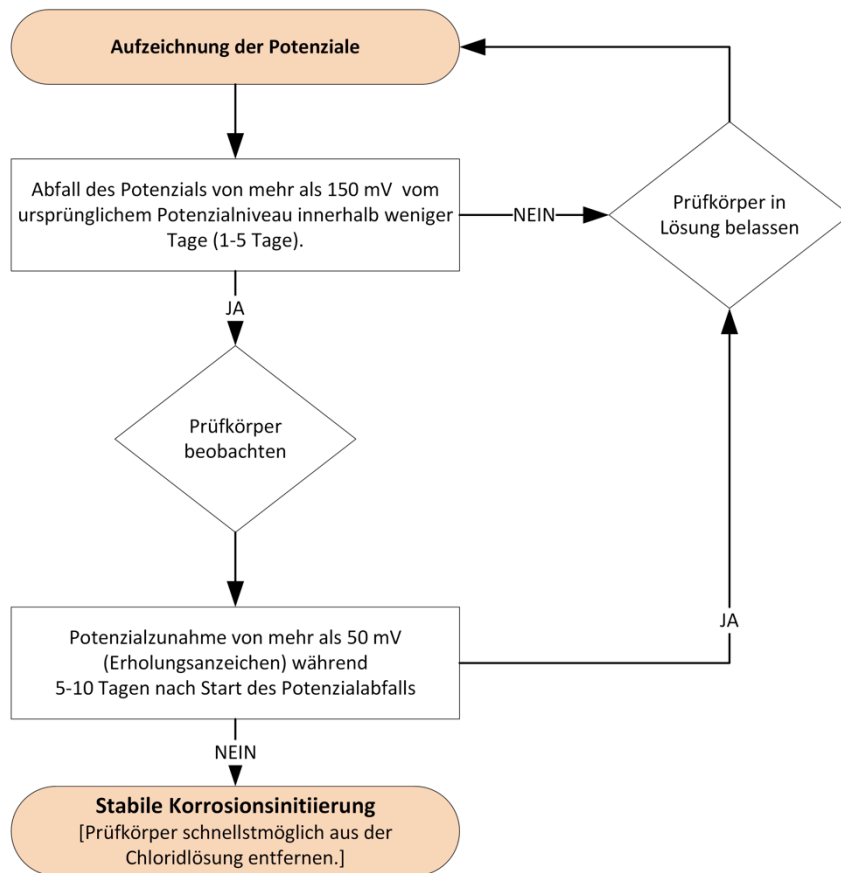 Aufzeichnung der Potenziale
Abfall des Potenzials von mehr als 150 mV vom
ursprünglichem Potenzialniveau innerhalb weniger
Tage (1-5 Tage).
NEIN
Prüfkörper in
Lösung belassen
JA
Prüfkörper
beobachten
Potenzialzunahme von mehr als 50 mV
(Erholungsanzeichen) während
5-10 Tagen nach Start des Potenzialabfalls
JA
NEIN
Stabile Korrosionsinitiierung
[Prüfkörper schnellstmöglich aus der
Chloridlösung entfernen.]